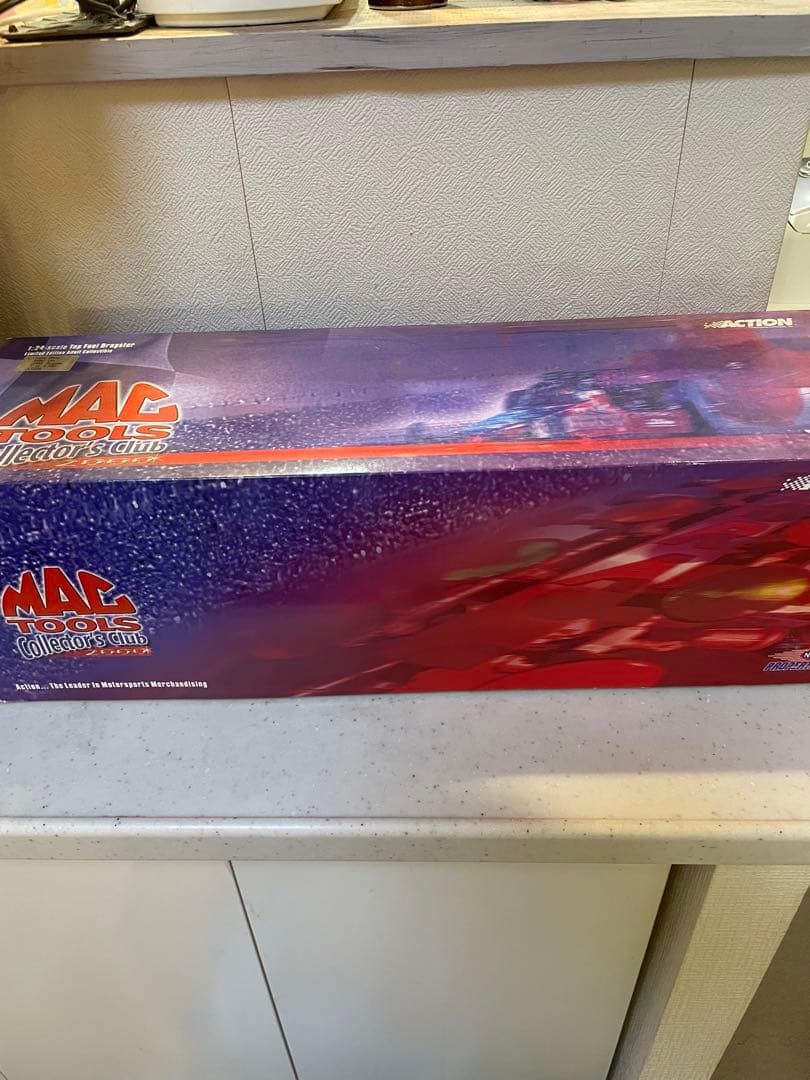 1:24-scale Top Fuel Dragster
Limited Edition Adult Collectible
ACTION
MAC
TOOLS
Collector's Club
2000
MAC
TOOLS
Collector's Club
2000
Action... The Leader In Motorsports Merchandising